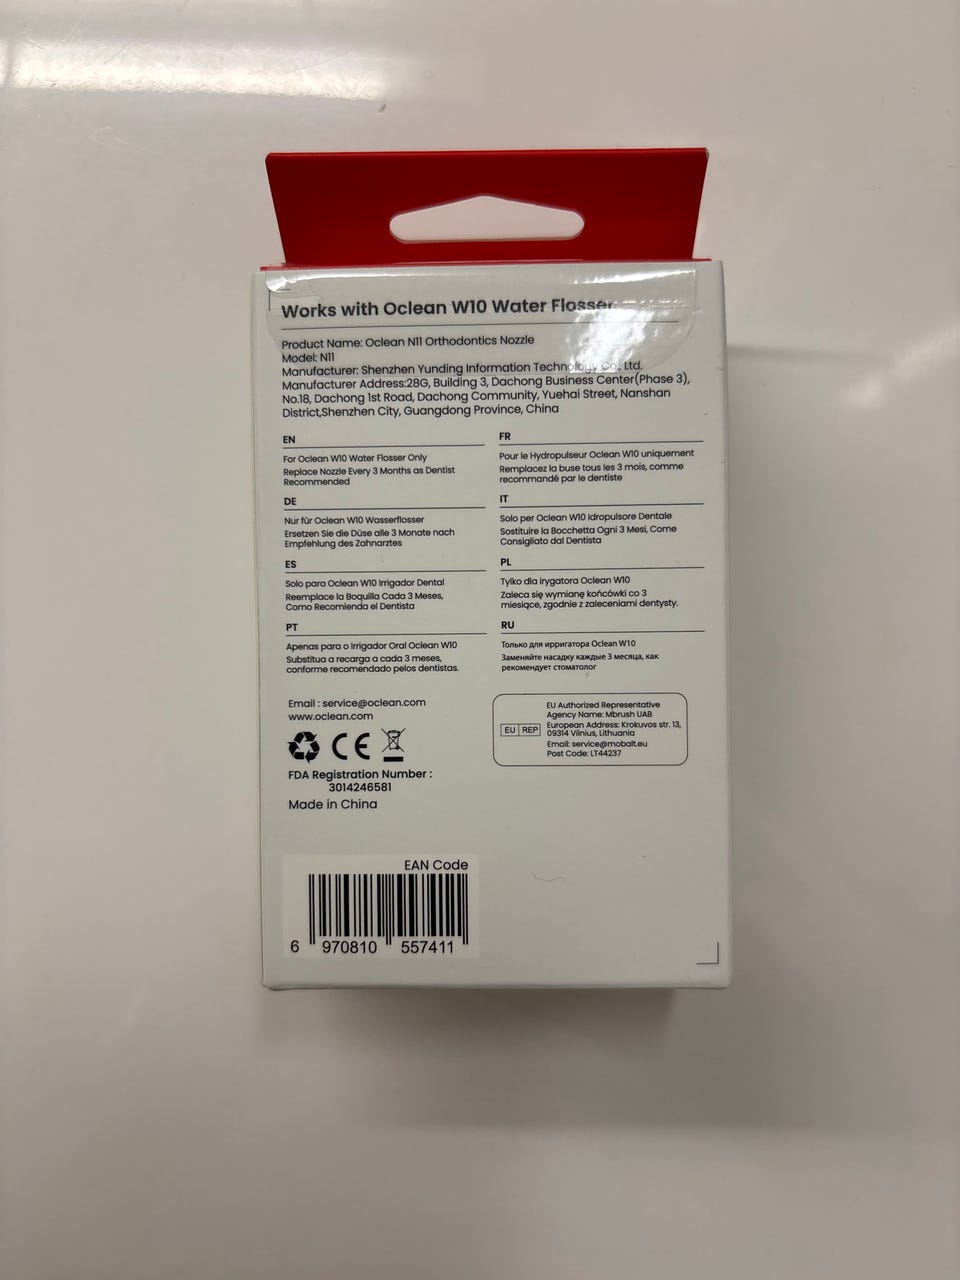 Works with Oclean W10 Water Flosser
Product Name: Oclean N11 Orthodontics Nozzle
Model: N11
Manufacturer: Shenzhen Yunding Information Technology Co., Ltd.
Manufacturer Address:28G, Building 3, Dachong Business Center(Phase 3),
No.18, Dachong 1st Road, Dachong Community, Yuehai Street, Nanshan
District,Shenzhen City, Guangdong Province, China
EN
For Oclean W10 Water Flosser Only
Replace Nozzle Every 3 Months as Dentist
Recommended
FR
Pour le Hydropulseur Oclean W10 uniquement
Remplacez la buse tous les 3 mois, comme
recommandé par le dentiste
DE
Nur für Oclean W10 Wasserflosser
Ersetzen Sie die Düse alle 3 Monate nach
Empfehlung des Zahnarztes
IT
Solo per Oclean W10 Idropulsore Dentale
Sostituire la Bocchetta Ogni 3 Mesi, Come
Consigliato dal Dentista
ES
Solo para Oclean W10 Irrigador Dental
Reemplace la Boquilla Cada 3 Meses,
Como Recomienda el Dentista
PL
Tylko dla irygatora Oclean W10
Zaleca się wymianę końcówki co 3
miesiące, zgodnie z zaleceniami dentysty.
PT
Apenas para o Irrigador Oral Oclean W10
Substitua a recarga a cada 3 meses,
conforme recomendado pelos dentistas.
RU
Только для ирригатора Oclean W10
Заменяйте насадку каждые 3 месяца, как
рекомендует стоматолог
Email : service@oclean.com
www.oclean.com
CE
FDA Registration Number :
3014246581
Made in China
EU REP
EU Authorized Representative
Agency Name: Mbrush UAB
European Address: Krokuvos str. 13,
09314 Vilnius, Lithuania
Email: service@mobalt.eu
Post Code: LT44237
EAN Code
6 970810 557411